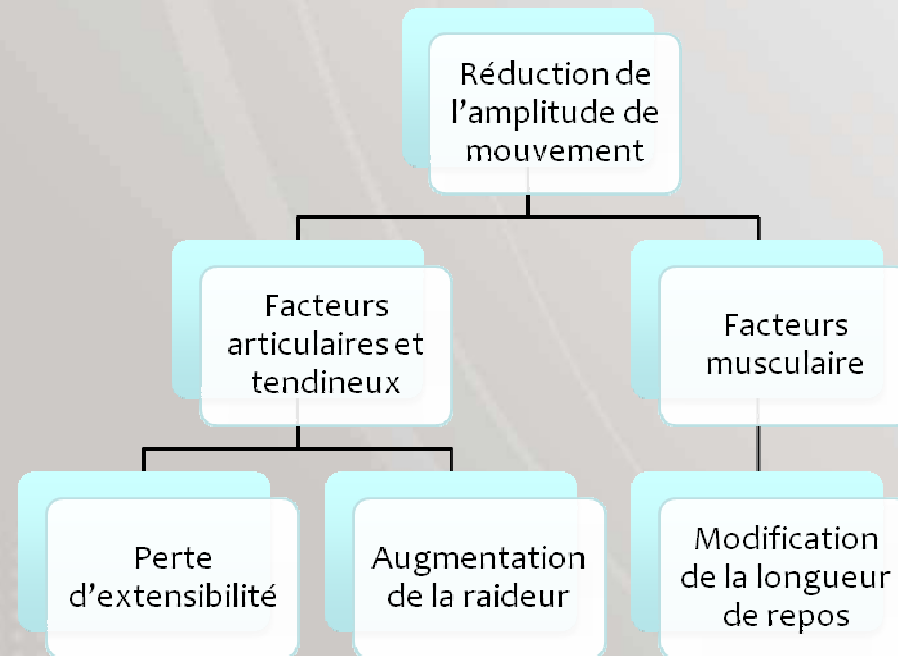 Réduction de
l'amplitude de
mouvement
Facteurs
articulaires et
tendineux
Facteurs
musculaire
Perte
d'extensibilité
Augmentation
de la raideur
Modification
de la longueur
de repos